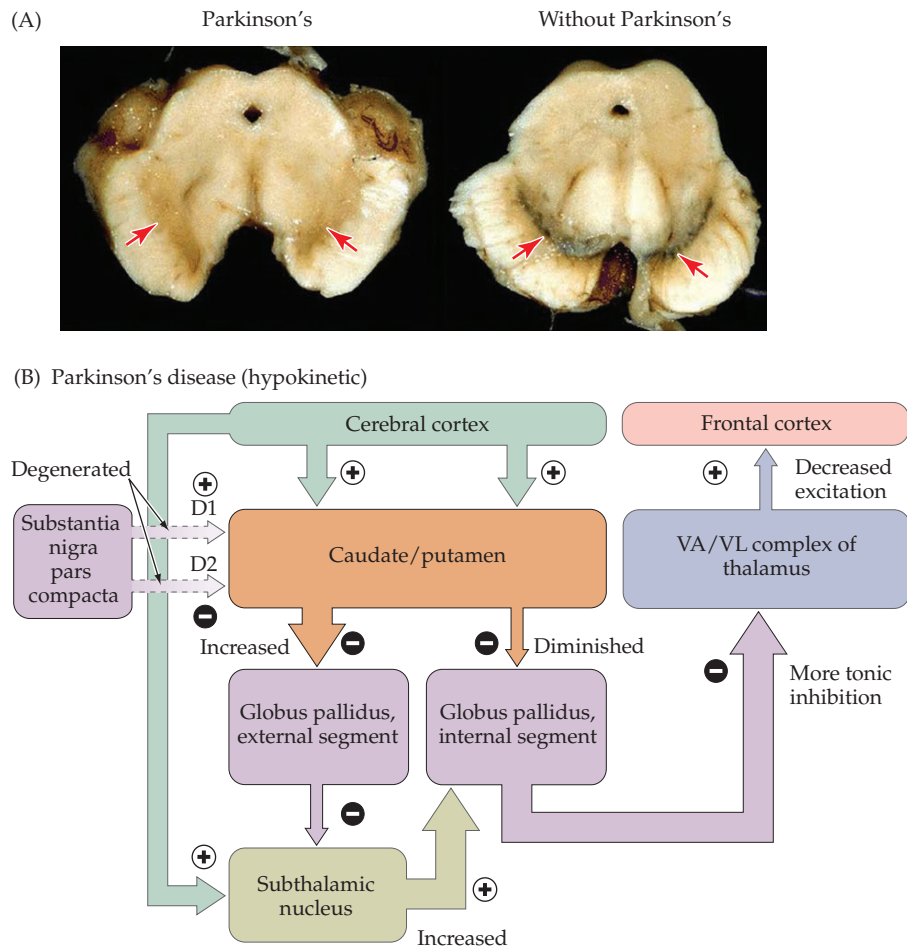 (A)
Parkinson's
Without Parkinson's
(B) Parkinson's disease (hypokinetic)
Cerebral cortex
Frontal cortex
Degenerated
+
+
+
+
Decreased
excitation
D1
Substantia
nigra
pars
compacta
Caudate/putamen
VA/VL complex of
thalamus
D2
−
Increased
−
−
Diminished
−
More tonic
inhibition
Globus pallidus,
external segment
Globus pallidus,
internal segment
−
+
Subthalamic
nucleus
+
Increased